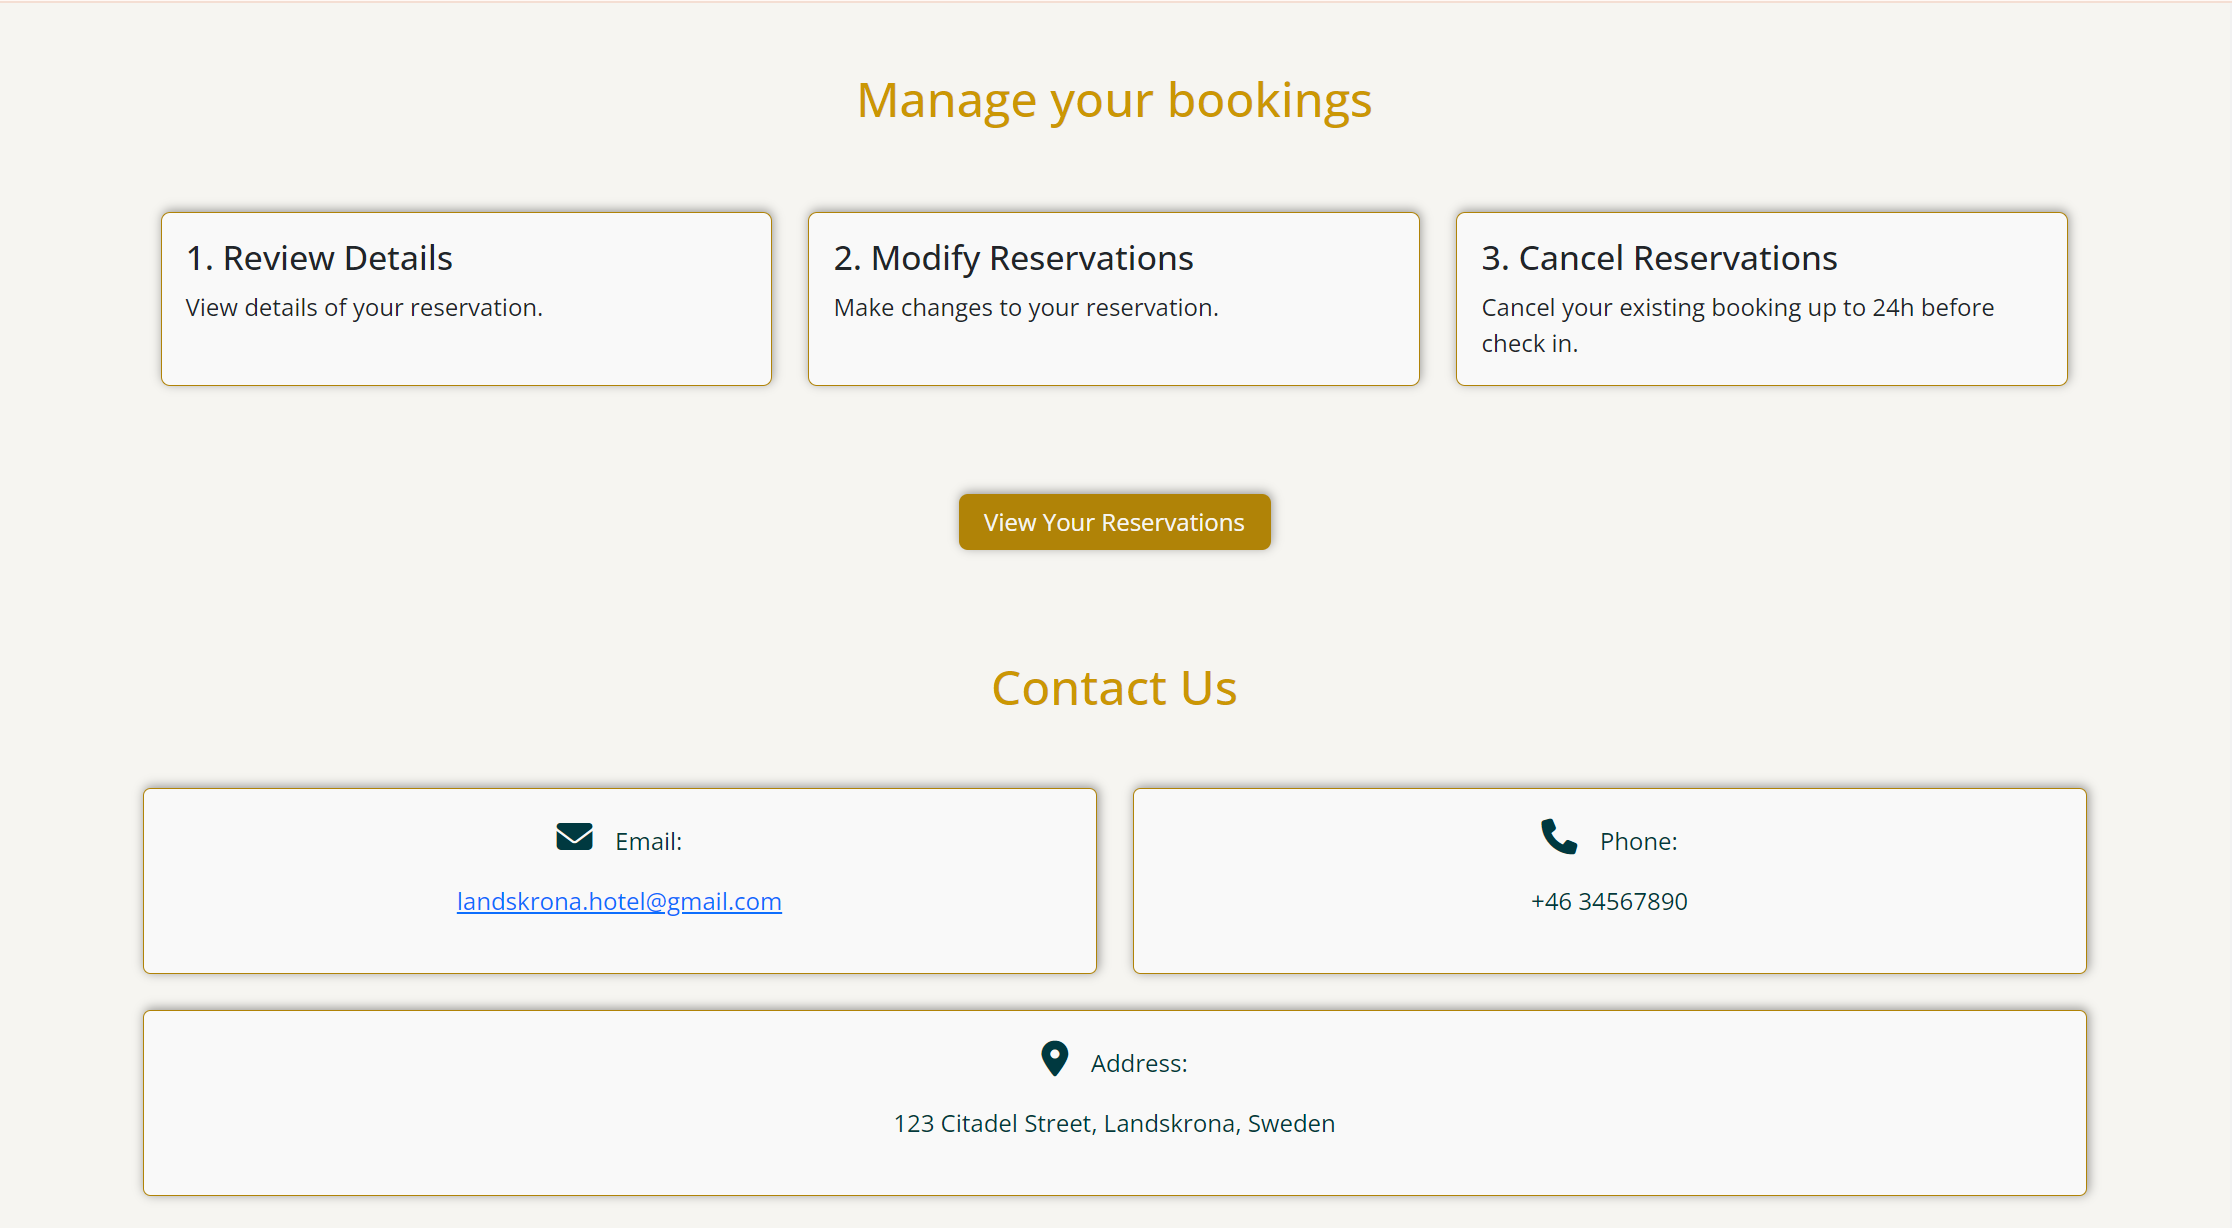 Manage your bookings
1. Review Details
View details of your reservation.
2. Modify Reservations
Make changes to your reservation.
3. Cancel Reservations
Cancel your existing booking up to 24h before
check in.
View Your Reservations
Contact Us
Email:
landskrona.hotel@gmail.com
Phone:
+46 34567890
Address:
123 Citadel Street, Landskrona, Sweden